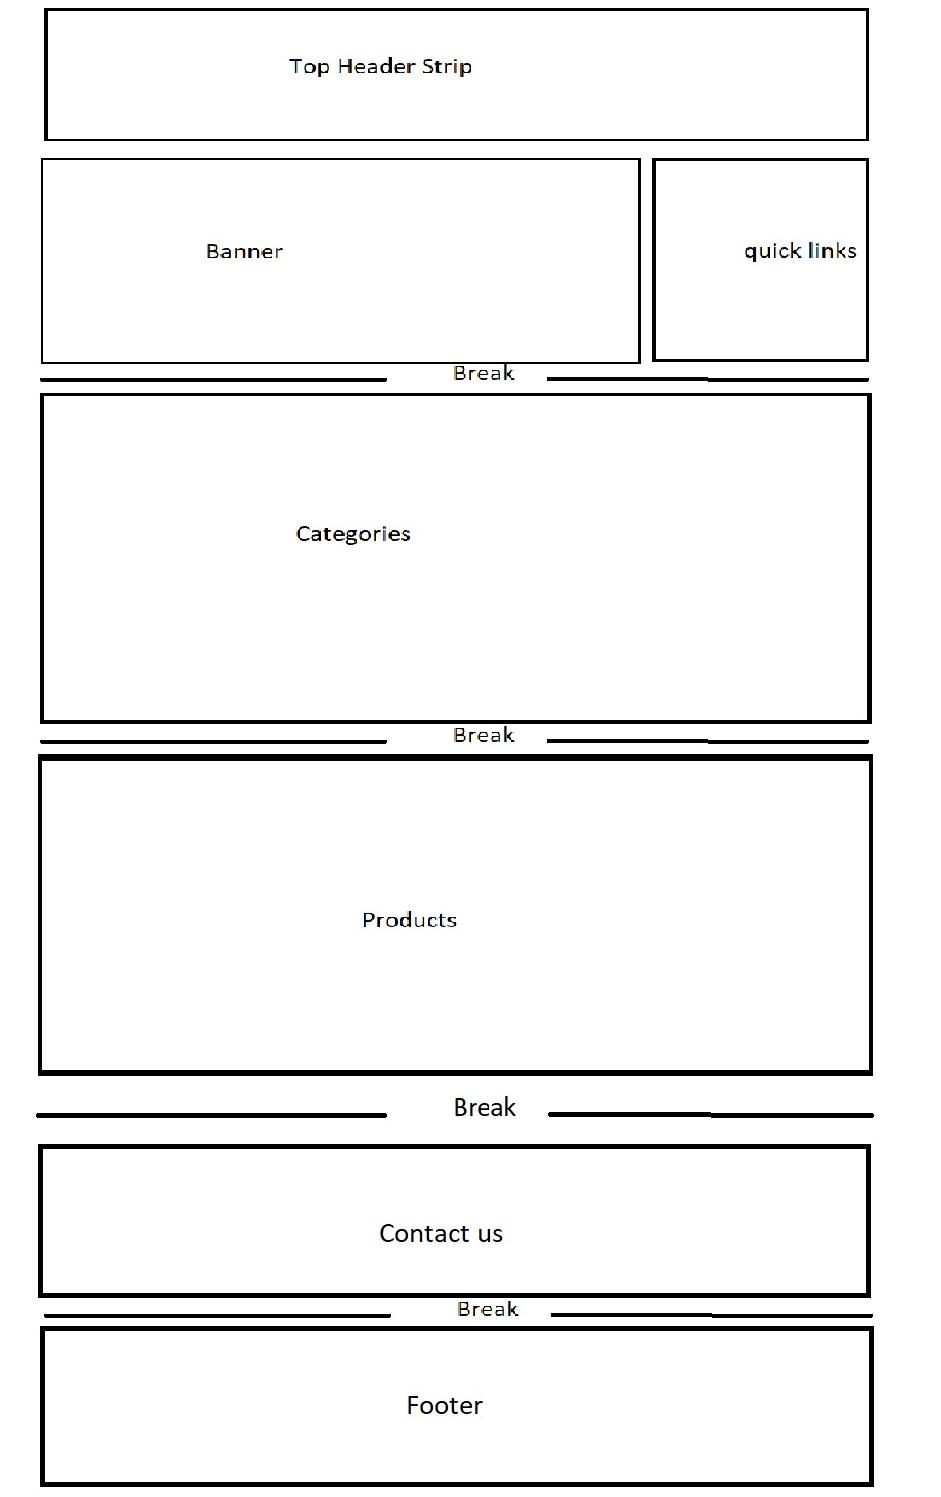 Top Header Strip
Banner
quick links
Break
Categories
Break
Products
Break
Contact us
Break
Footer